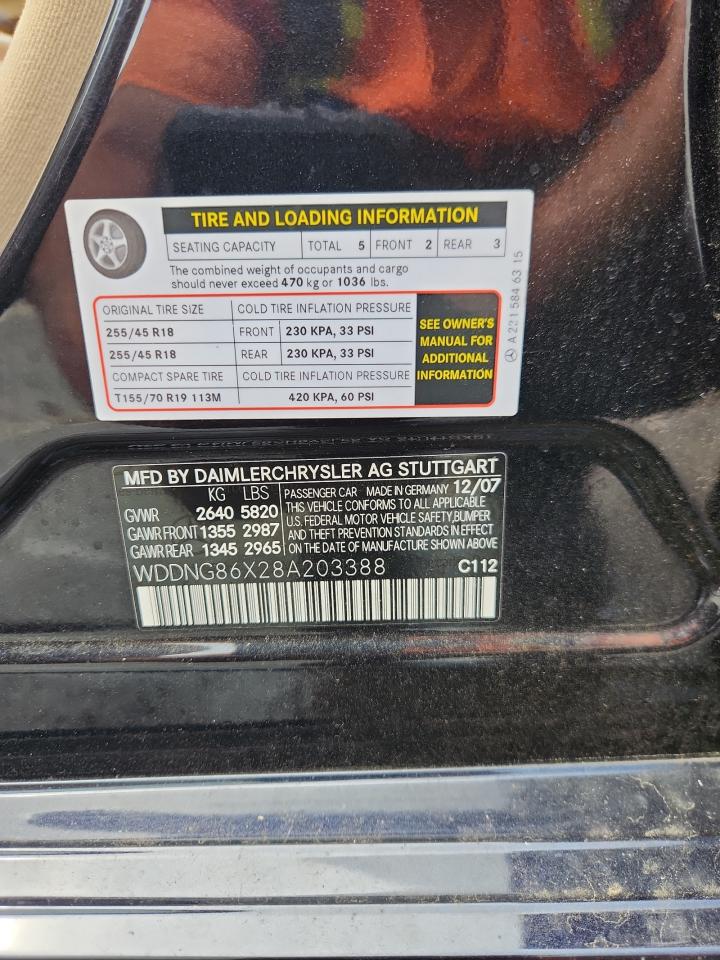 TIRE AND LOADING INFORMATION
SEATING CAPACITY TOTAL 5 FRONT 2 REAR 3
The combined weight of occupants and cargo
should never exceed 470 kg or 1036 lbs.
ORIGINAL TIRE SIZE COLD TIRE INFLATION PRESSURE
255/45 R18 FRONT 230 KPA, 33 PSI
255/45 R18 REAR 230 KPA, 33 PSI
COMPACT SPARE TIRE COLD TIRE INFLATION PRESSURE
T155/70 R19 113M 420 KPA, 60 PSI
SEE OWNER'S
MANUAL FOR
ADDITIONAL
INFORMATION
A 221 584 63 15
MFD BY DAIMLERCHRYSLER AG STUTTGART
KG LBS
GVWR 2640 5820
GAWR FRONT 1355 2987
GAWR REAR 1345 2965
PASSENGER CAR MADE IN GERMANY 12/07
THIS VEHICLE CONFORMS TO ALL APPLICABLE
U.S. FEDERAL MOTOR VEHICLE SAFETY,BUMPER
AND THEFT PREVENTION STANDARDS IN EFFECT
ON THE DATE OF MANUFACTURE SHOWN ABOVE
WDDNG86X28A203388 C112